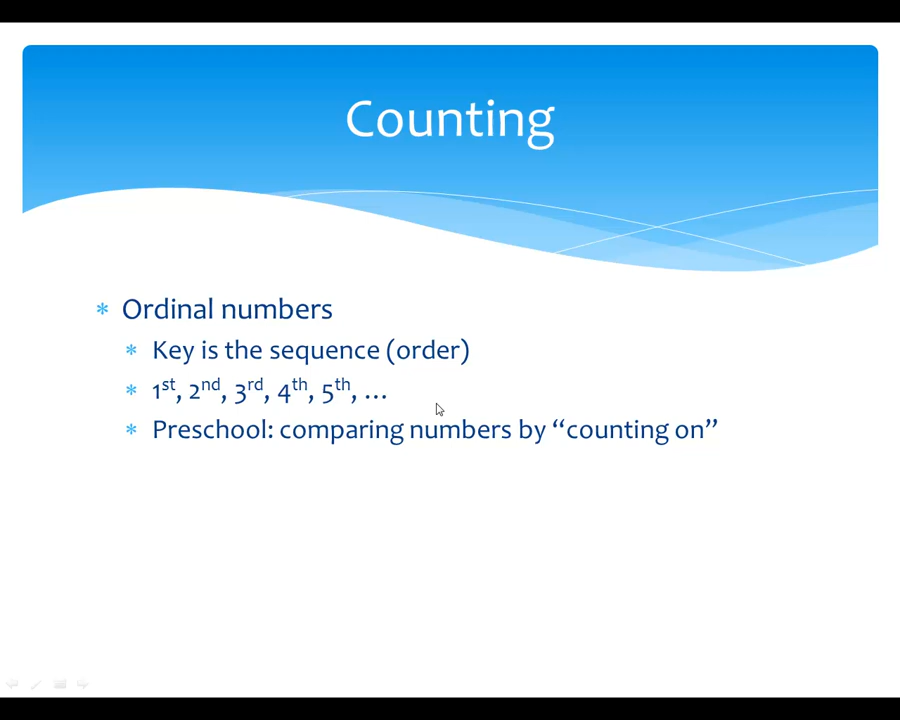 Counting
* Ordinal numbers
* Key is the sequence (order)
* 1st, 2nd, 3rd, 4th, 5th, …
* Preschool: comparing numbers by “counting on”